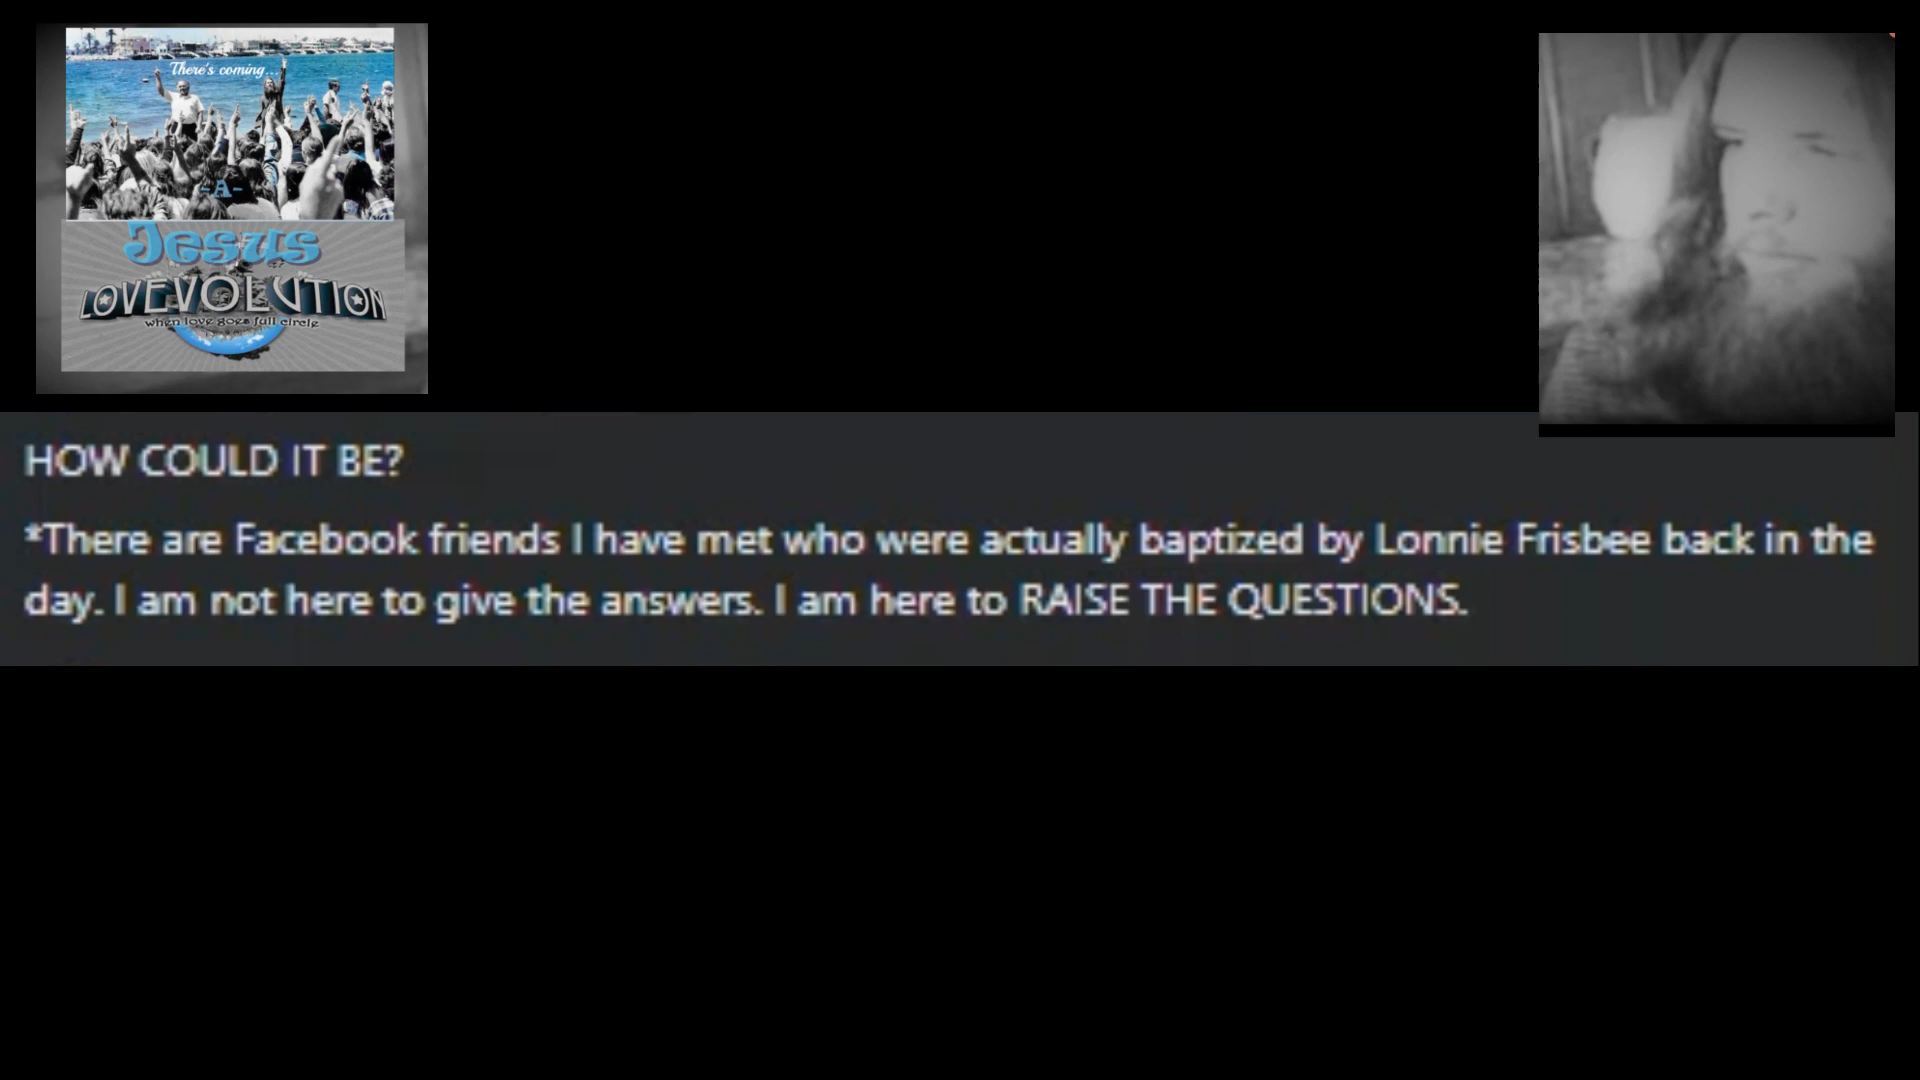 There's coming...
-A-
Jesus
LOVEVOLUTION
when love goes full circle
HOW COULD IT BE?
*There are Facebook friends I have met who were actually baptized by Lonnie Frisbee back in the
day. I am not here to give the answers. I am here to RAISE THE QUESTIONS.